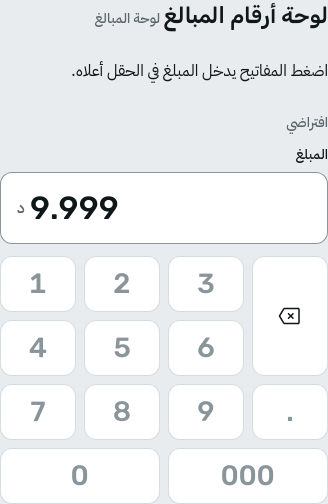 لوحة أرقام المبالغ لوحة المبالغ
اضغط المفاتيح يدخل المبلغ في الحقل أعلاه.
افتراضي
المبلغ
9.999 د
1 2 3
4 5 6
7 8 9 .
0 000